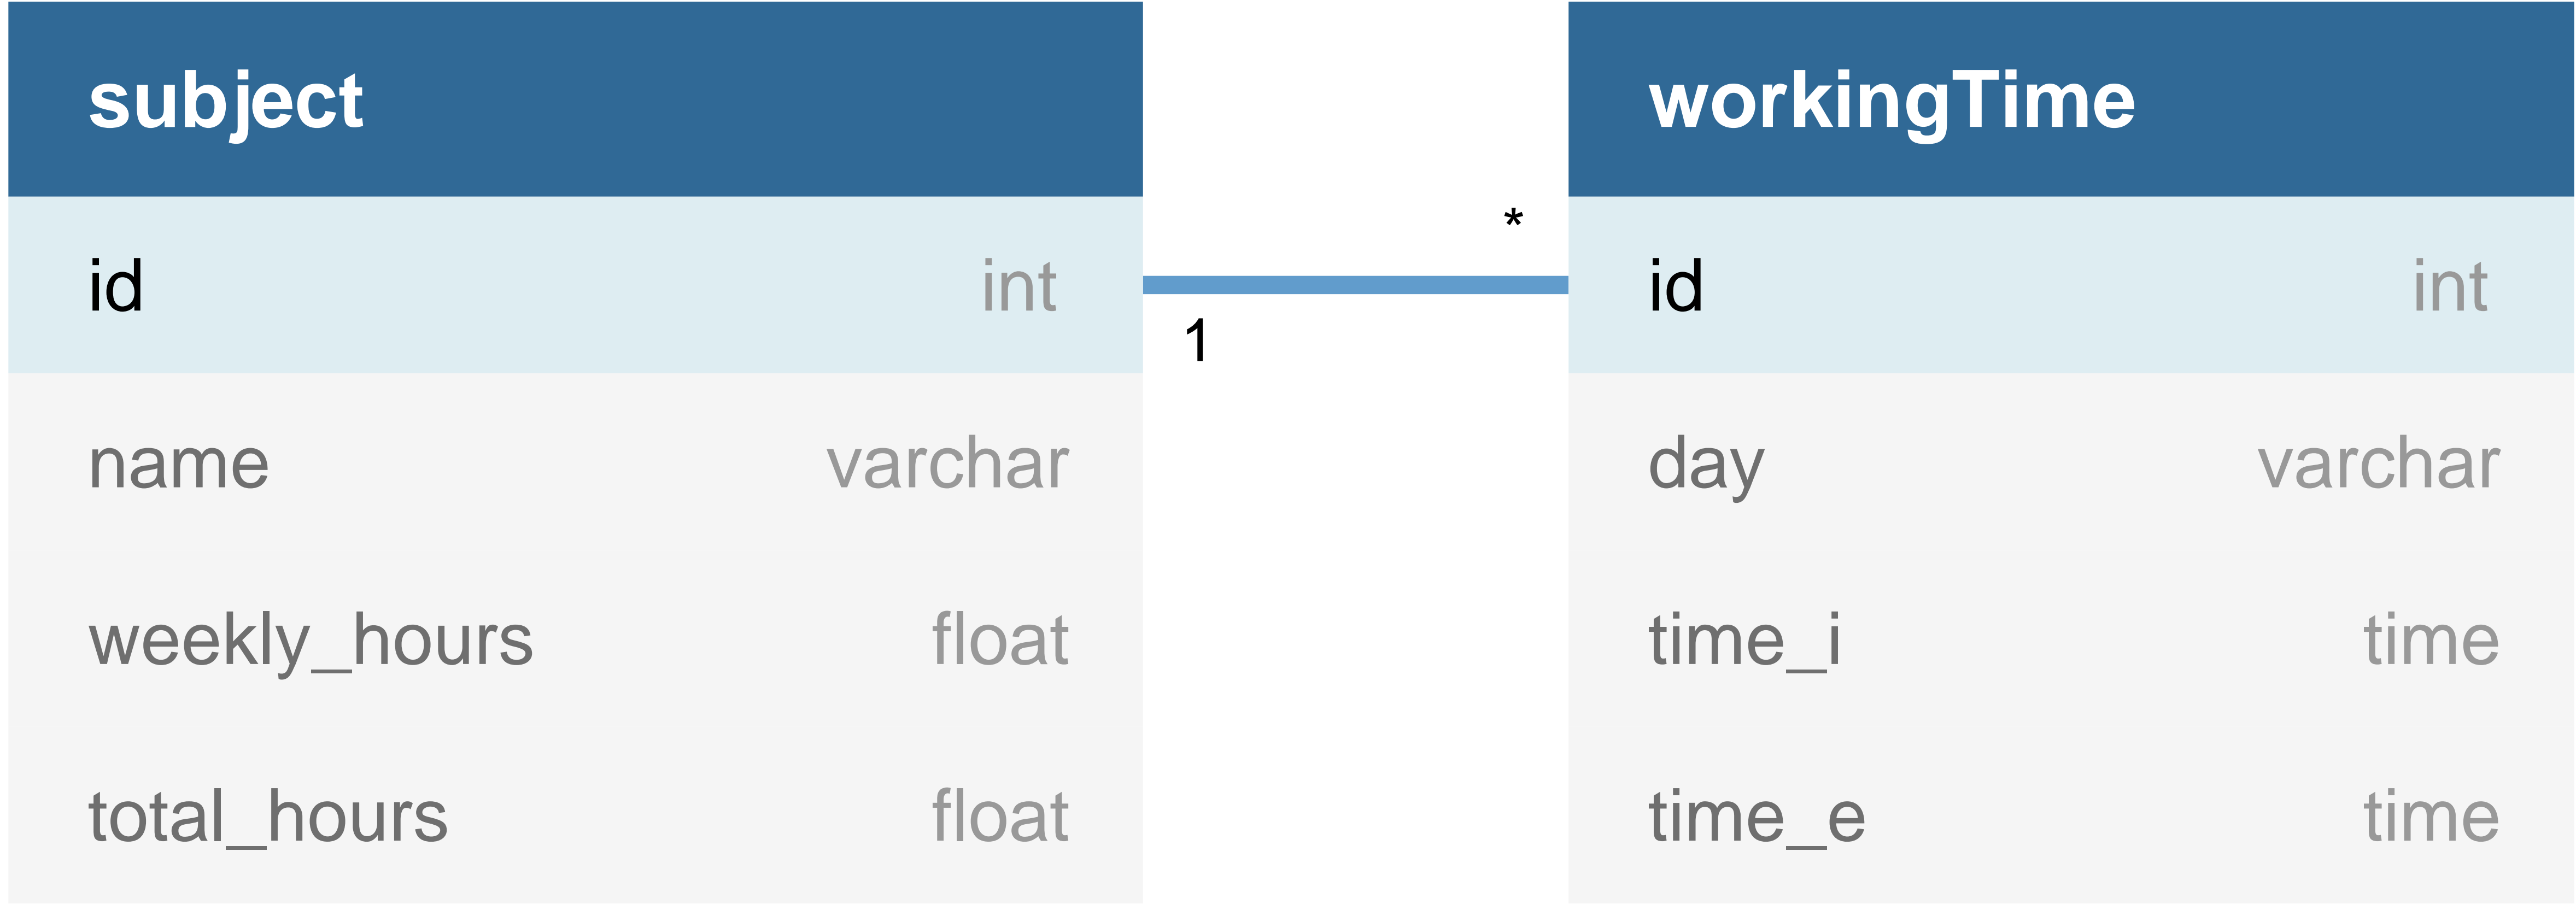 subject
id int
name varchar
weekly_hours float
total_hours float
*
1
workingTime
id int
day varchar
time_i time
time_e time